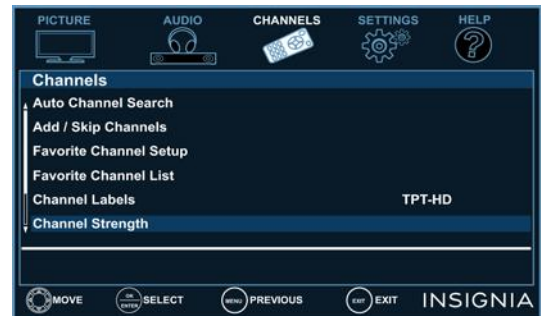 PICTURE AUDIO CHANNELS SETTINGS HELP
Channels
Auto Channel Search
Add / Skip Channels
Favorite Channel Setup
Favorite Channel List
Channel Labels TPT-HD
Channel Strength
MOVE OK ENTER SELECT MENU PREVIOUS EXIT EXIT INSIGNIA